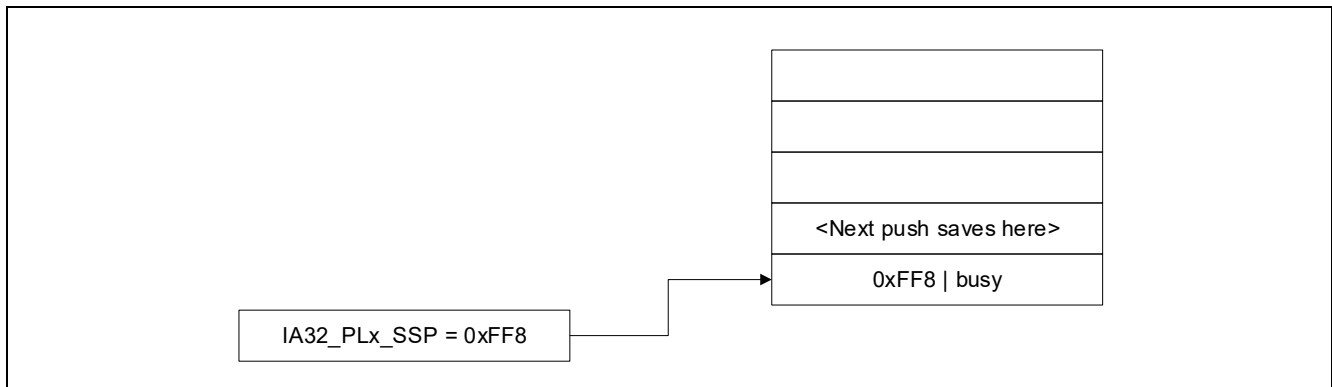 <Next push saves here>
0xFF8 | busy
IA32_PLx_SSP = 0xFF8